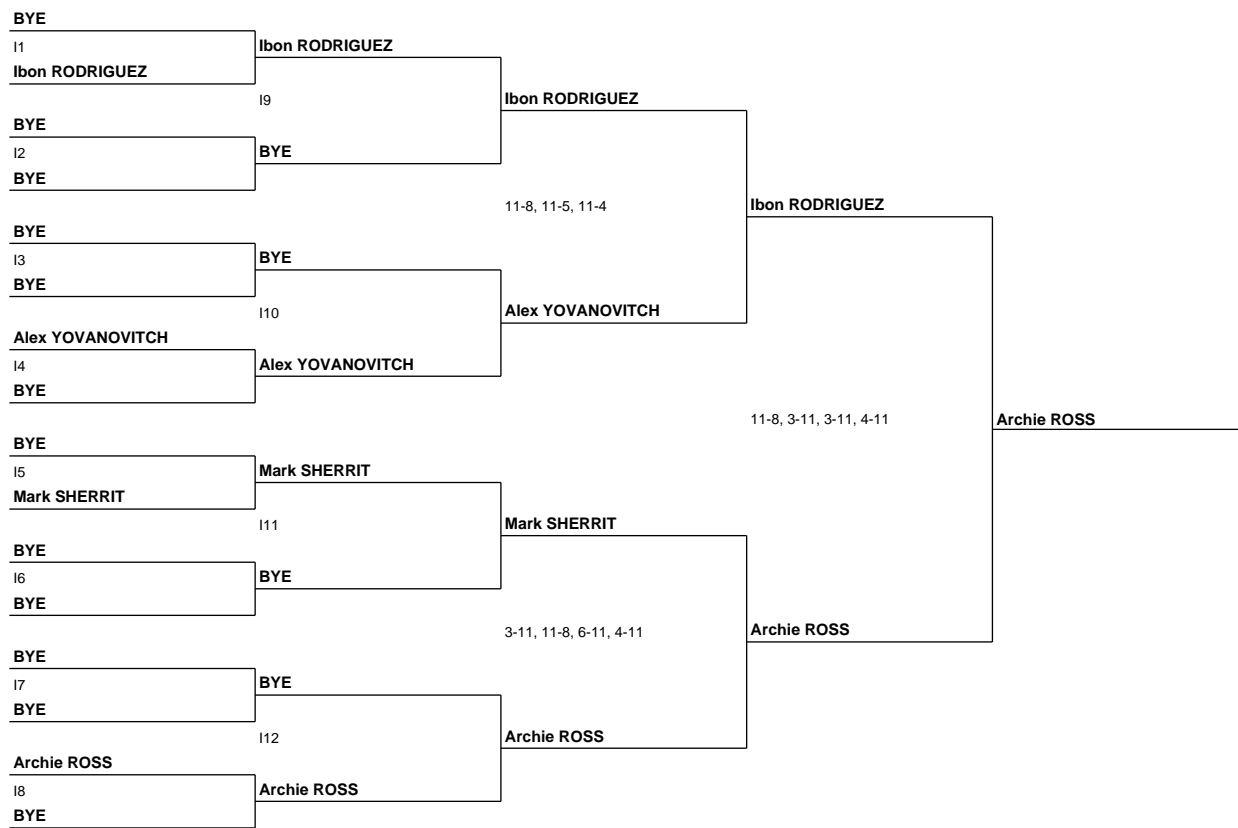 BYE
I1
Ibon RODRIGUEZ
Ibon RODRIGUEZ
I9
Ibon RODRIGUEZ
BYE
I2
BYE
BYE
11-8, 11-5, 11-4
Ibon RODRIGUEZ
BYE
I3
BYE
BYE
I10
Alex YOVANOVITCH
Alex YOVANOVITCH
I4
BYE
Alex YOVANOVITCH
11-8, 3-11, 3-11, 4-11
Archie ROSS
BYE
I5
Mark SHERRIT
Mark SHERRIT
I11
Mark SHERRIT
BYE
I6
BYE
BYE
3-11, 11-8, 6-11, 4-11
Archie ROSS
BYE
I7
BYE
BYE
I12
Archie ROSS
Archie ROSS
I8
BYE
Archie ROSS